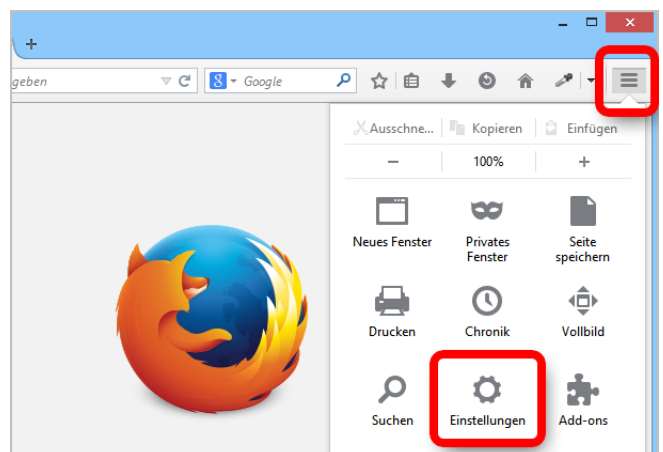 +
geben
8 Google
Ausschne... Kopieren Einfügen
− 100% +
Neues Fenster
Privates
Fenster
Seite
speichern
Drucken
Chronik
Vollbild
Suchen
Einstellungen
Add-ons